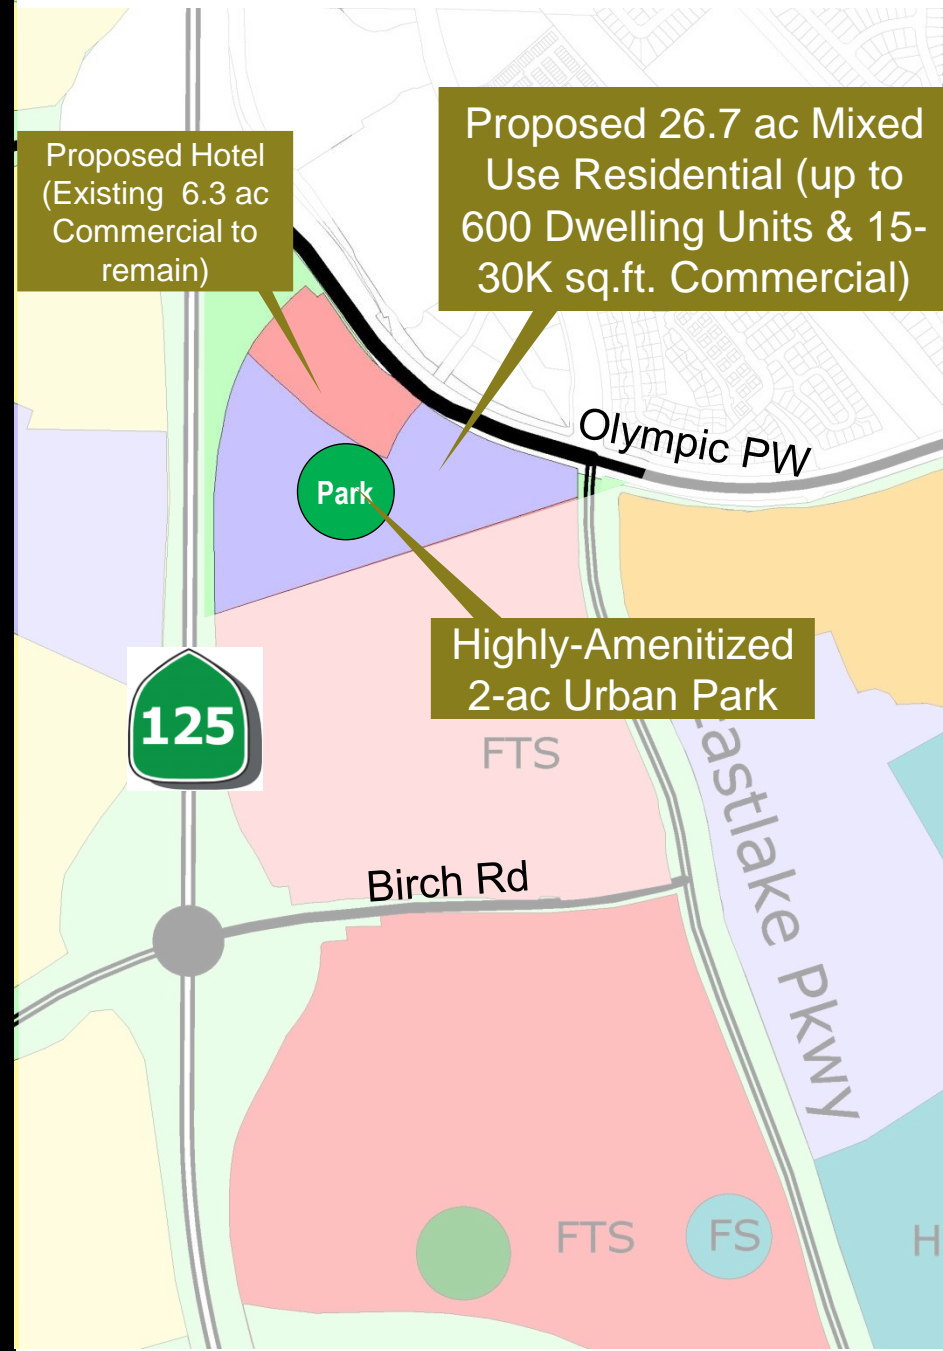 Proposed Hotel
(Existing 6.3 ac
Commercial to
remain)
Proposed 26.7 ac Mixed
Use Residential (up to
600 Dwelling Units & 15-
30K sq.ft. Commercial)
Olympic PW
Park
Highly-Amenitized
2-ac Urban Park
125
FTS
Eastlake Pkwy
Birch Rd
FTS
FS
H